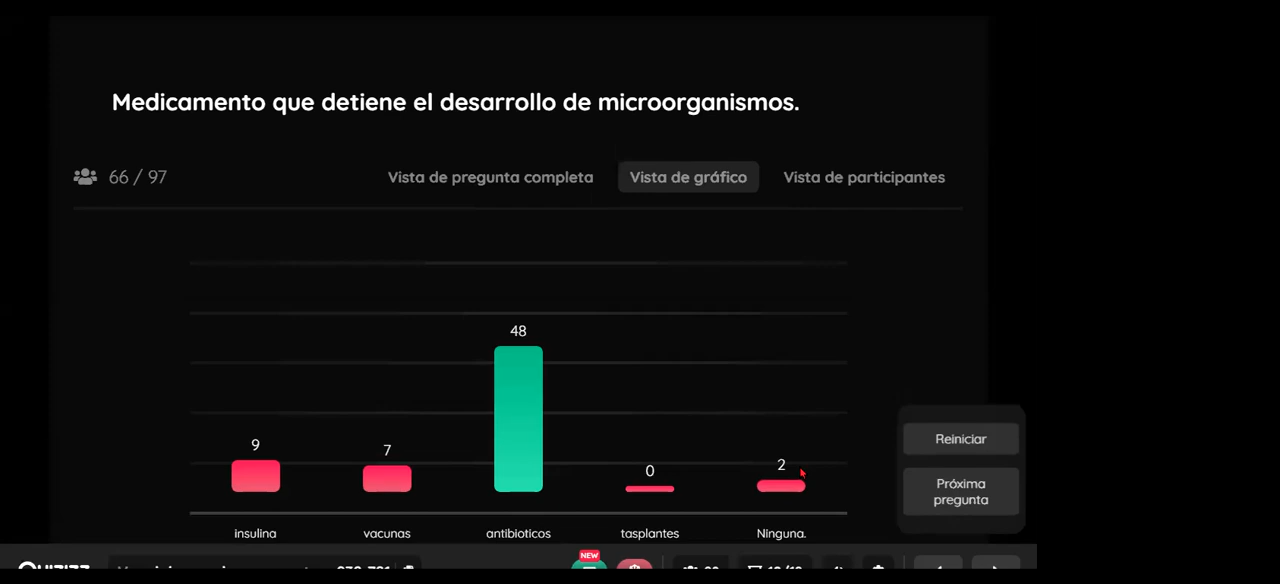 Medicamento que detiene el desarrollo de microorganismos.
66 / 97
Vista de pregunta completa
Vista de gráfico
Vista de participantes
48
9
7
0
2
insulina
vacunas
antibioticos
tasplantes
Ninguna.
Reiniciar
Próxima
pregunta
NEW